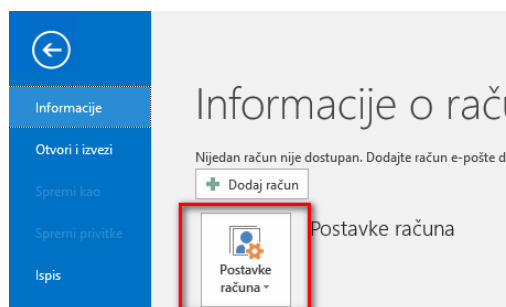 Informacije
Otvori i izvezi
Spremi kao
Spremi privitke
Ispis
Informacije o
Nijedan račun nije dostupan. Dodajte račun e-pošte
Dodaj račun
Postavke
računa
Postavke računa